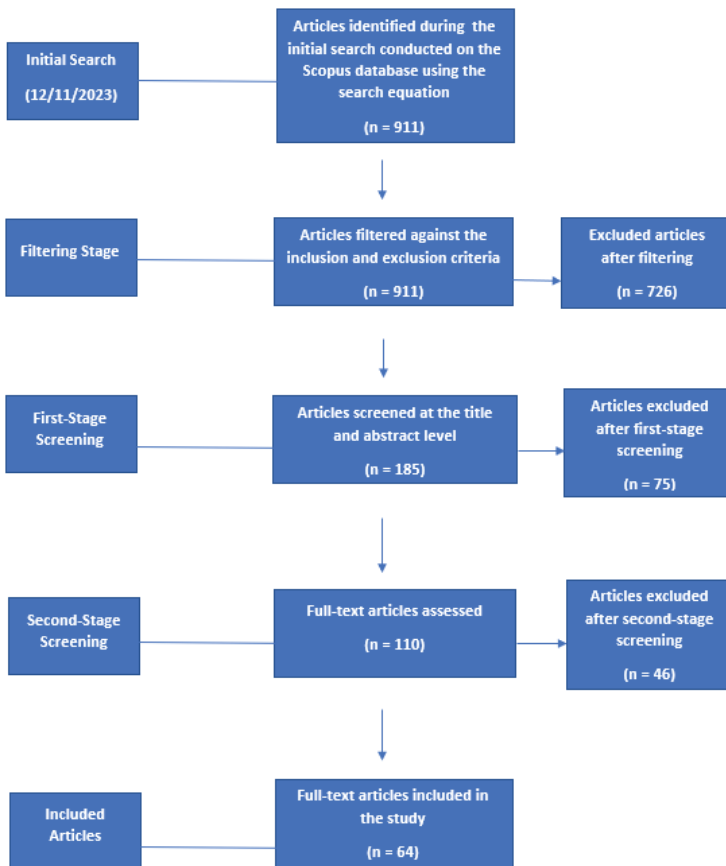 Initial Search
(12/11/2023)
Articles identified during the
initial search conducted on the
Scopus database using the
search equation
(n = 911)
Filtering Stage
Articles filtered against the
inclusion and exclusion criteria
(n = 911)
Excluded articles
after filtering
(n = 726)
First-Stage
Screening
Articles screened at the title
and abstract level
(n = 185)
Articles excluded
after first-stage
screening
(n = 75)
Second-Stage
Screening
Full-text articles assessed
(n = 110)
Articles excluded
after second-stage
screening
(n = 46)
Included
Articles
Full-text articles included in
the study
(n = 64)